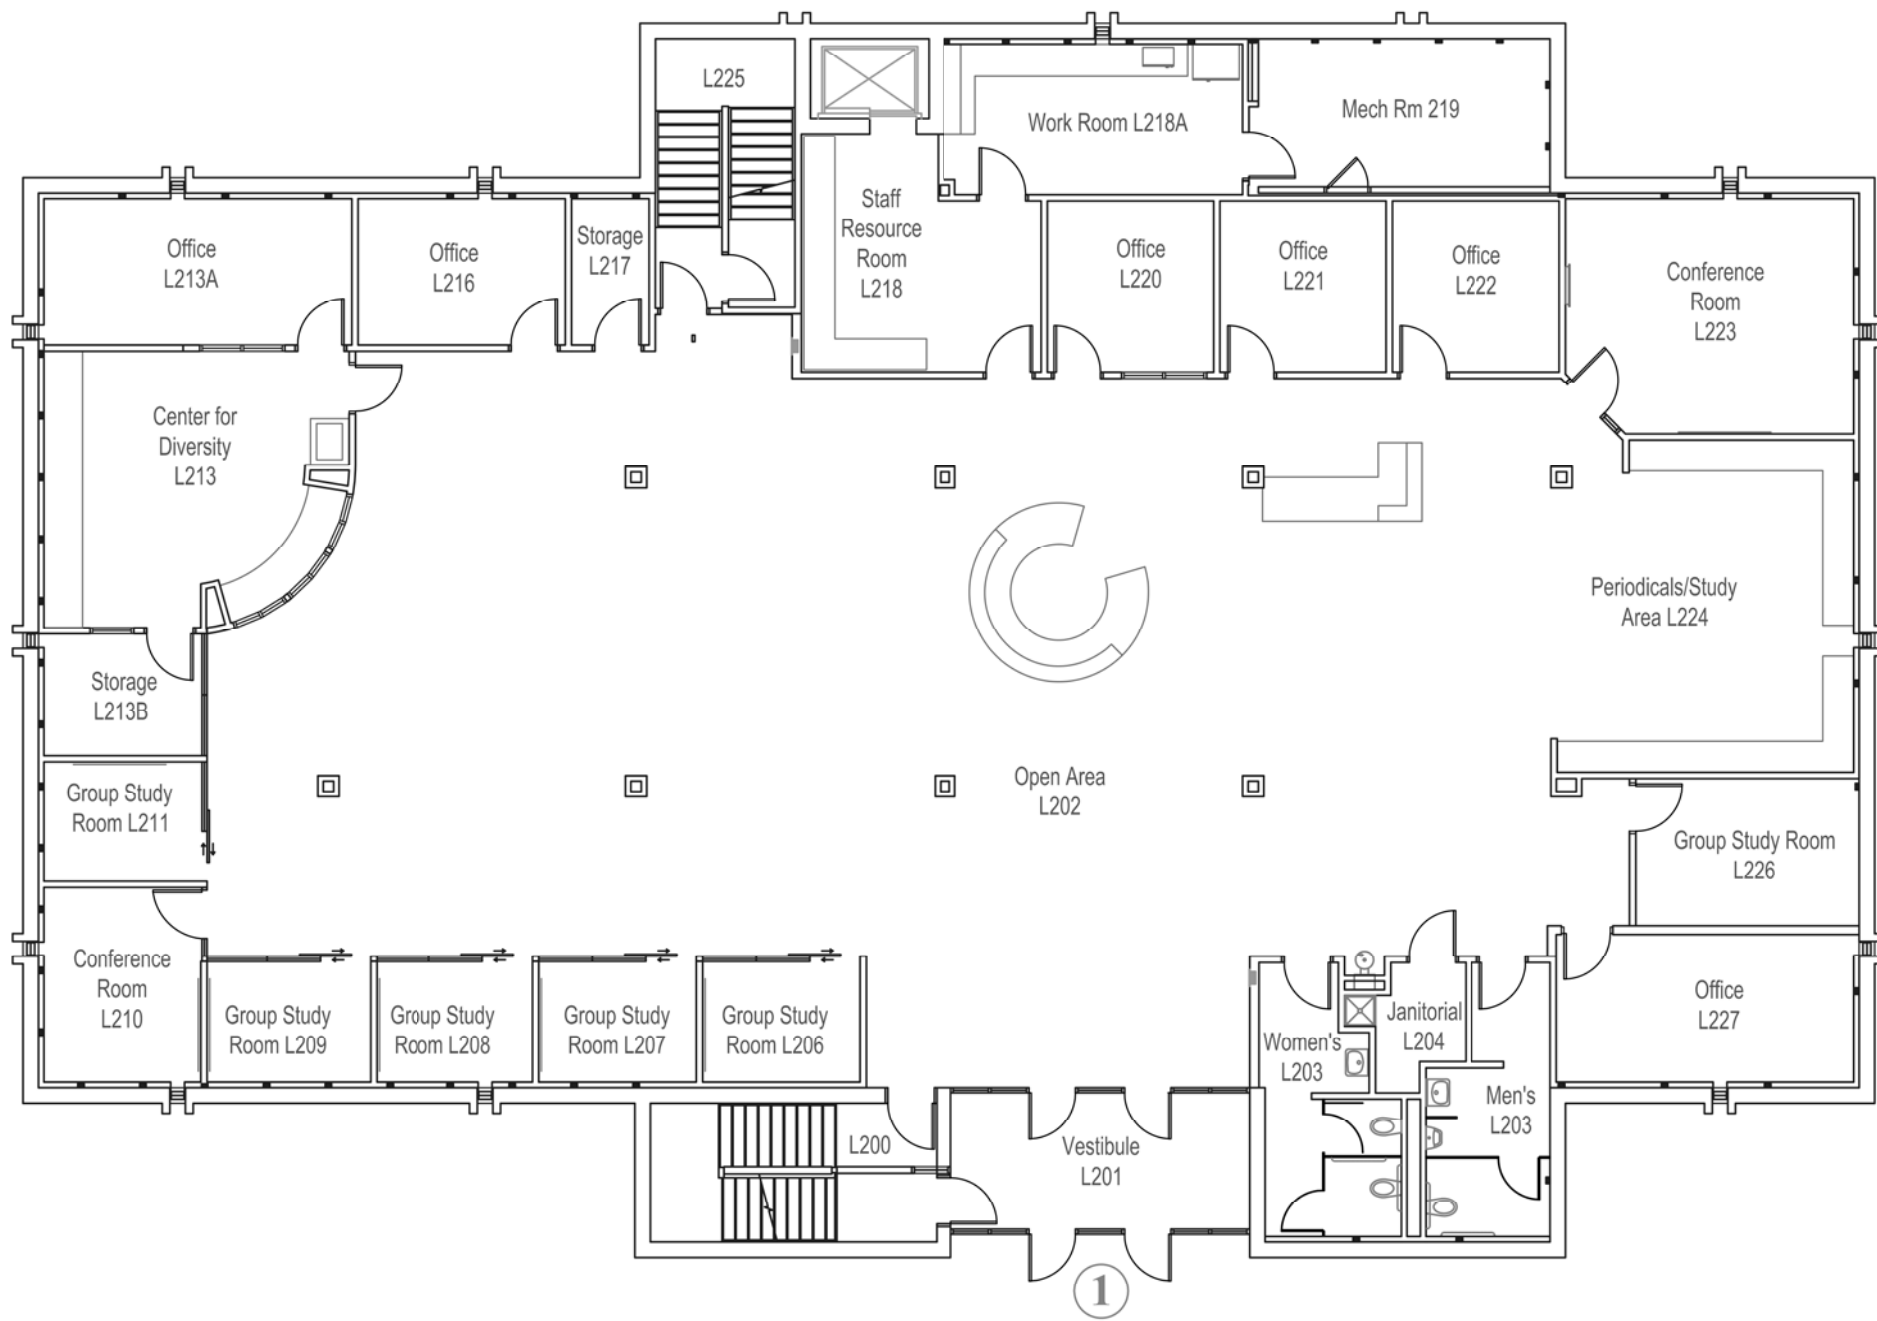 L225
Work Room L218A
Mech Rm 219
Office
L213A
Office
L216
Storage
L217
Staff
Resource
Room
L218
Office
L220
Office
L221
Office
L222
Conference
Room
L223
Center for
Diversity
L213
Periodicals/Study
Area L224
Storage
L213B
Group Study
Room L211
Open Area
L202
Group Study Room
L226
Conference
Room
L210
Group Study
Room L209
Group Study
Room L208
Group Study
Room L207
Group Study
Room L206
Women's
L203
Janitorial
L204
Men's
L203
Office
L227
L200
Vestibule
L201
1